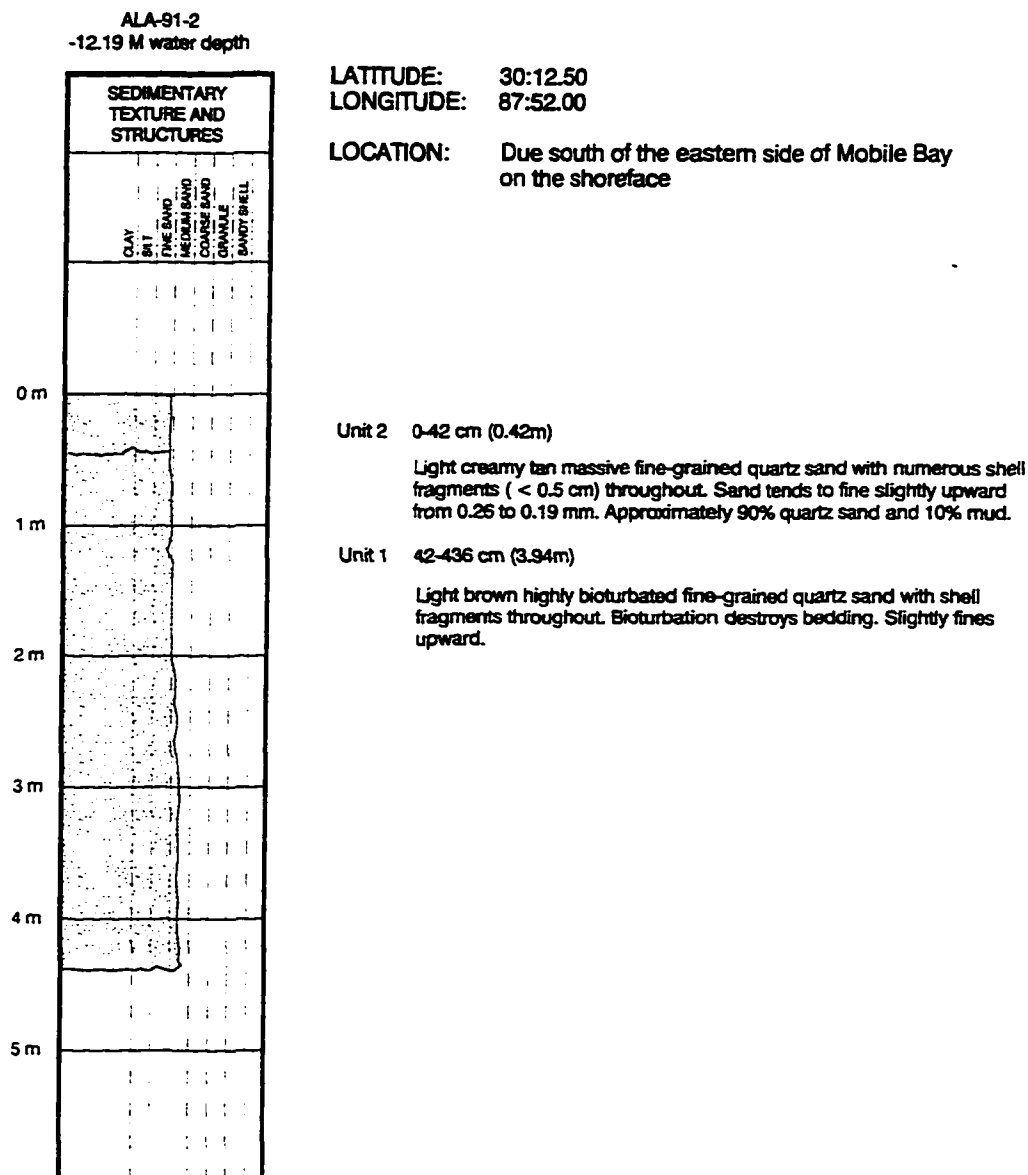 ALA-91-2
-12.19 M water depth
SEDIMENTARY
TEXTURE AND
STRUCTURES
CLAY
SILT
FINE SAND
MEDIUM SAND
COARSE SAND
GRANULE
SANDY SHELL
LATITUDE: 30:12.50
LONGITUDE: 87:52.00
LOCATION: Due south of the eastern side of Mobile Bay
on the shoreface
0 m
1 m
2 m
3 m
4 m
5 m
Unit 2 0-42 cm (0.42m)
Light creamy tan massive fine-grained quartz sand with numerous shell
fragments ( < 0.5 cm) throughout. Sand tends to fine slightly upward
from 0.26 to 0.19 mm. Approximately 90% quartz sand and 10% mud.
Unit 1 42-436 cm (3.94m)
Light brown highly bioturbated fine-grained quartz sand with shell
fragments throughout. Bioturbation destroys bedding. Slightly fines
upward.